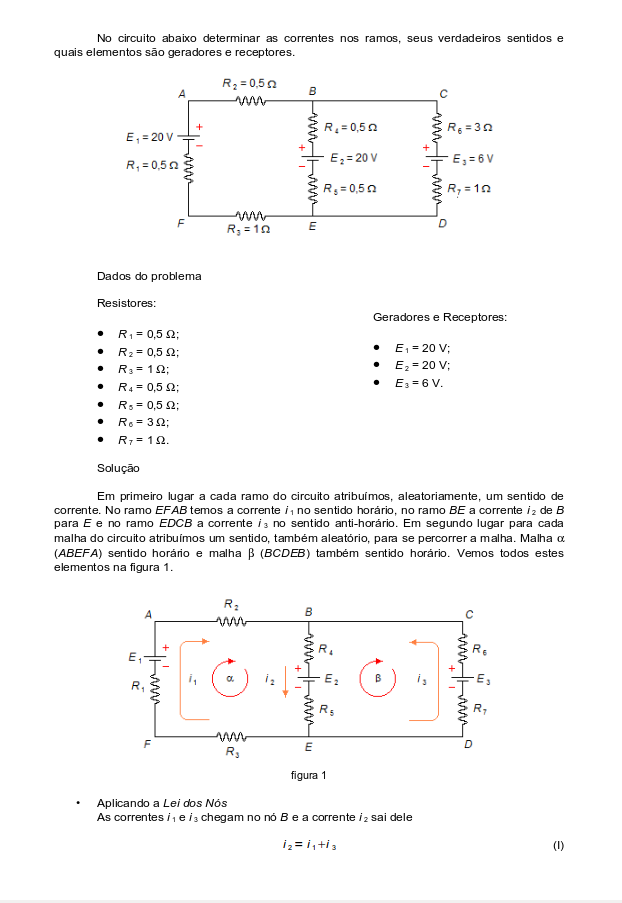 No circuito abaixo determinar as correntes nos ramos, seus verdadeiros sentidos e
quais elementos são geradores e receptores.
R₂ = 0,5 Ω
A
B
C
+
E₁ = 20 V
−
R₁ = 0,5 Ω
R₄ = 0,5 Ω
+
E₂ = 20 V
−
R₅ = 0,5 Ω
R₆ = 3 Ω
+
E₃ = 6 V
−
R₇ = 1 Ω
F
R₃ = 1 Ω
E
D
Dados do problema
Resistores:
• R₁ = 0,5 Ω;
• R₂ = 0,5 Ω;
• R₃ = 1 Ω;
• R₄ = 0,5 Ω;
• R₅ = 0,5 Ω;
• R₆ = 3 Ω;
• R₇ = 1 Ω.
Geradores e Receptores:
• E₁ = 20 V;
• E₂ = 20 V;
• E₃ = 6 V.
Solução
Em primeiro lugar a cada ramo do circuito atribuímos, aleatoriamente, um sentido de
corrente. No ramo EFAB temos a corrente i₁ no sentido horário, no ramo BE a corrente i₂ de B
para E e no ramo EDCB a corrente i₃ no sentido anti-horário. Em segundo lugar para cada
malha do circuito atribuímos um sentido, também aleatório, para se percorrer a malha. Malha α
(ABEFA) sentido horário e malha β (BCDEB) também sentido horário. Vemos todos estes
elementos na figura 1.
R₂
A
B
C
E₁
+
−
R₁
i₁
α
i₂
R₄
+
E₂
−
R₅
β
i₃
R₆
+
E₃
−
R₇
F
R₃
E
D
figura 1
• Aplicando a Lei dos Nós
As correntes i₁ e i₃ chegam no nó B e a corrente i₂ sai dele
i₂ = i₁+i₃ (I)